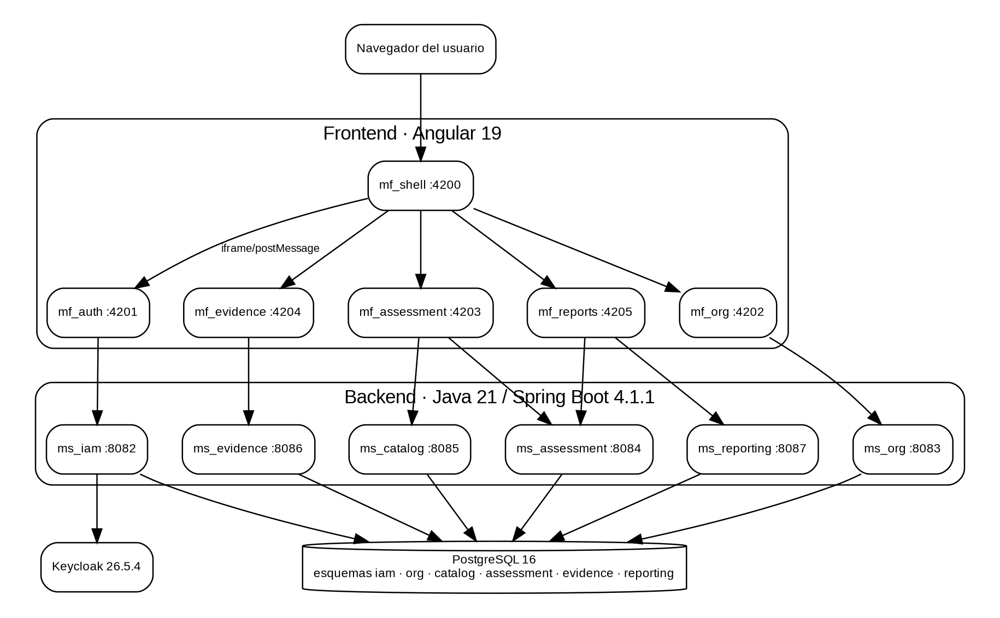 Navegador del usuario
Frontend · Angular 19
mf_shell :4200
iframe/postMessage
mf_auth :4201
mf_evidence :4204
mf_assessment :4203
mf_reports :4205
mf_org :4202
Backend · Java 21 / Spring Boot 4.1.1
ms_iam :8082
ms_evidence :8086
ms_catalog :8085
ms_assessment :8084
ms_reporting :8087
ms_org :8083
Keycloak 26.5.4
PostgreSQL 16
esquemas iam · org · catalog · assessment · evidence · reporting